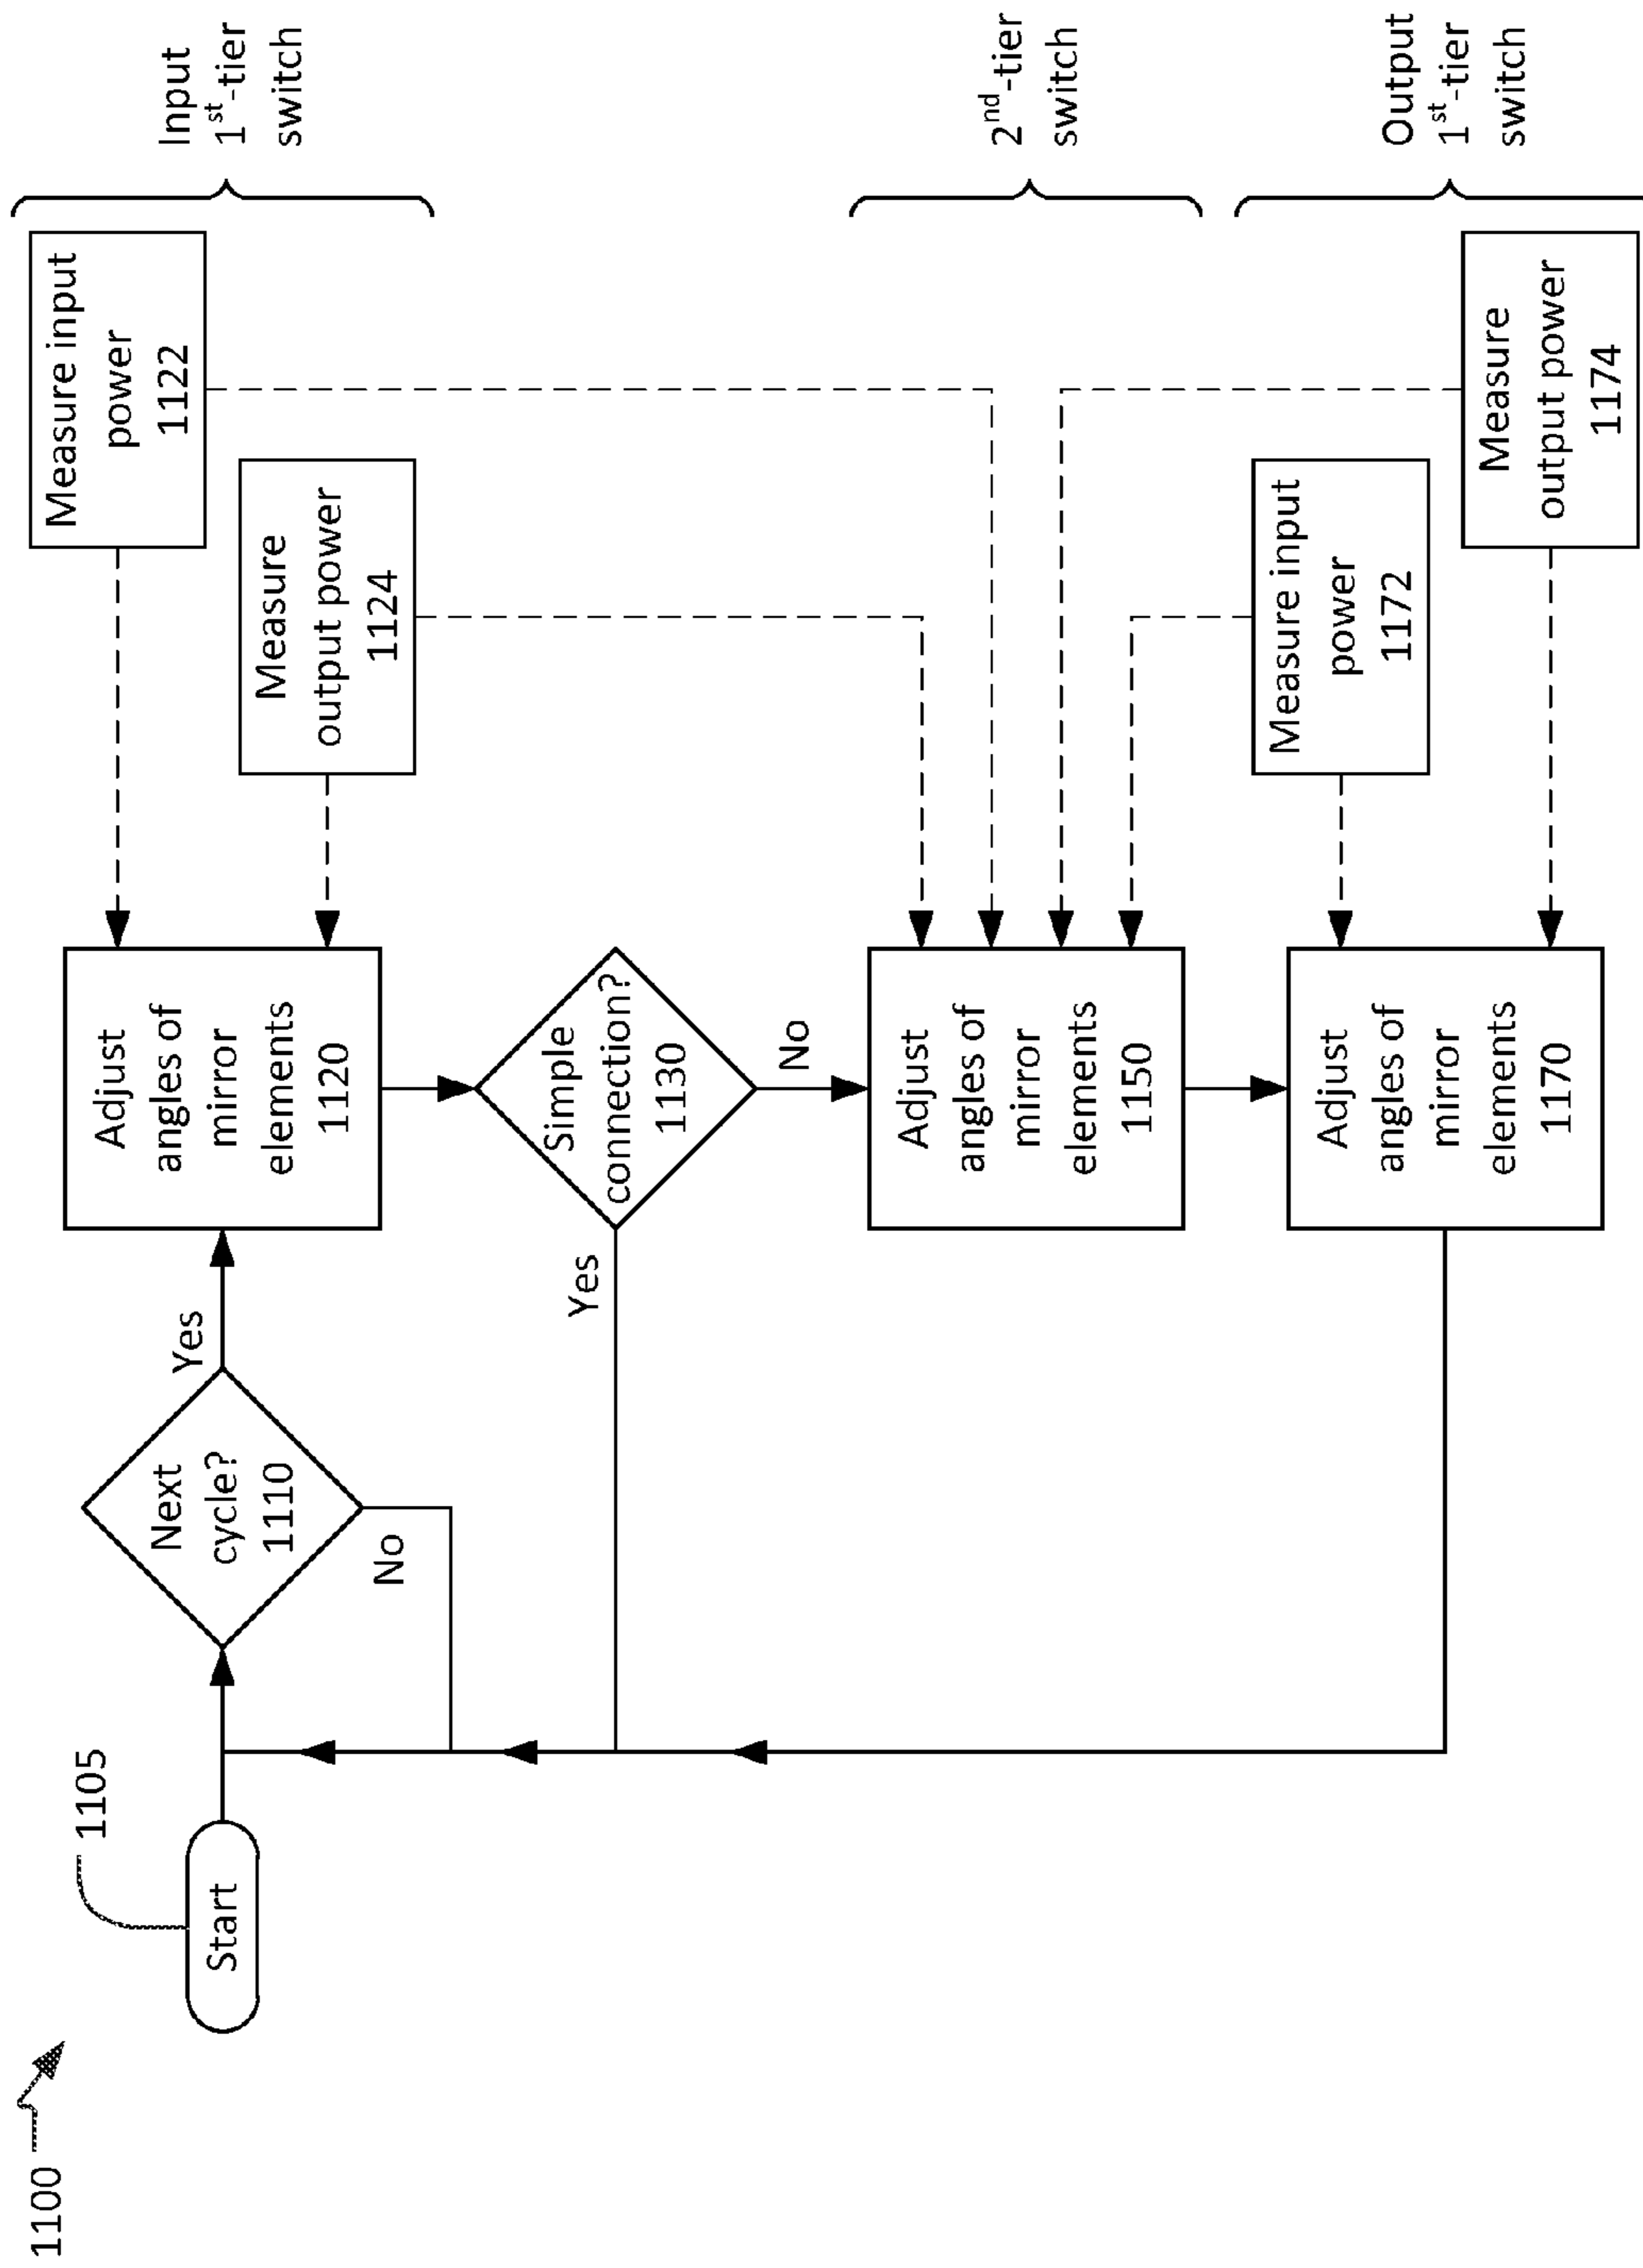 1100
1105
Start
Next
cycle?
1110
Yes
No
Adjust
angles of
mirror
elements
1120
Measure input
power
1122
Measure
output power
1124
Input
1st-tier
switch
Simple
connection?
1130
Yes
No
Adjust
angles of
mirror
elements
1150
2nd-tier
switch
Adjust
angles of
mirror
elements
1170
Measure input
power
1172
Measure
output power
1174
Output
1st-tier
switch